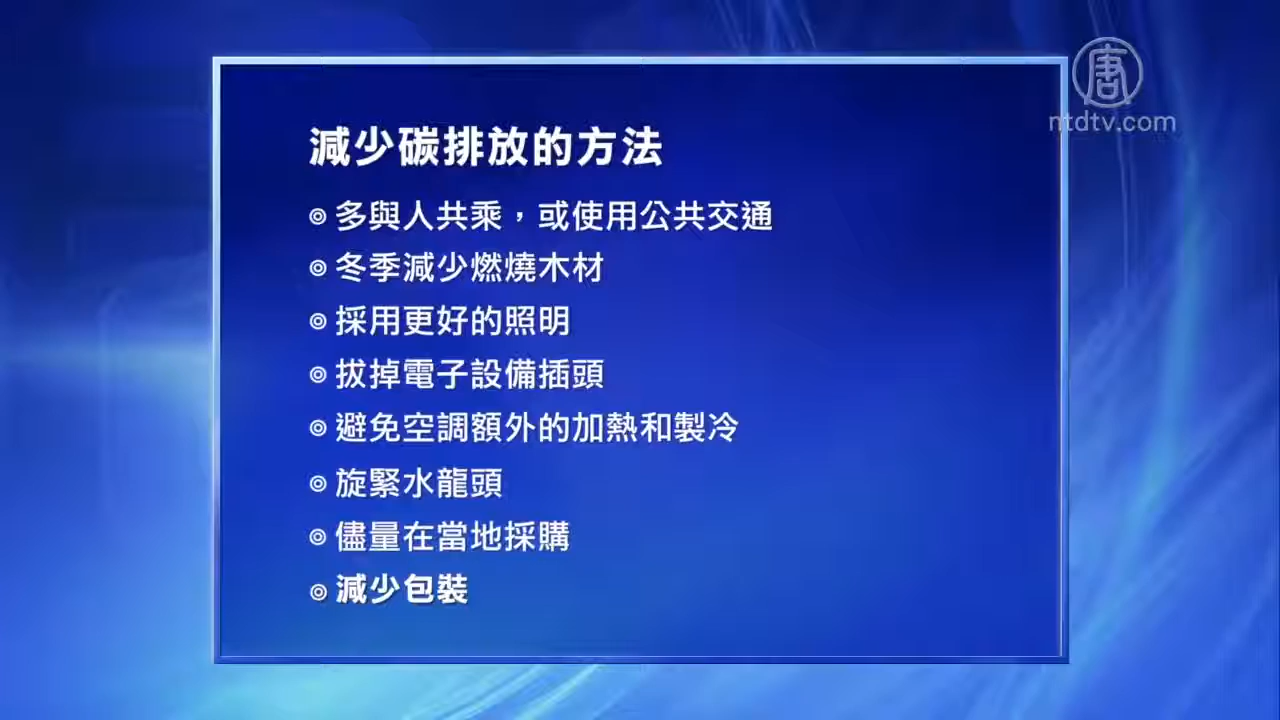 唐
ntdtv.com
減少碳排放的方法
◎多與人共乘，或使用公共交通
◎冬季減少燃燒木材
◎採用更好的照明
◎拔掉電子設備插頭
◎避免空調額外的加熱和製冷
◎旋緊水龍頭
◎儘量在當地採購
◎減少包裝